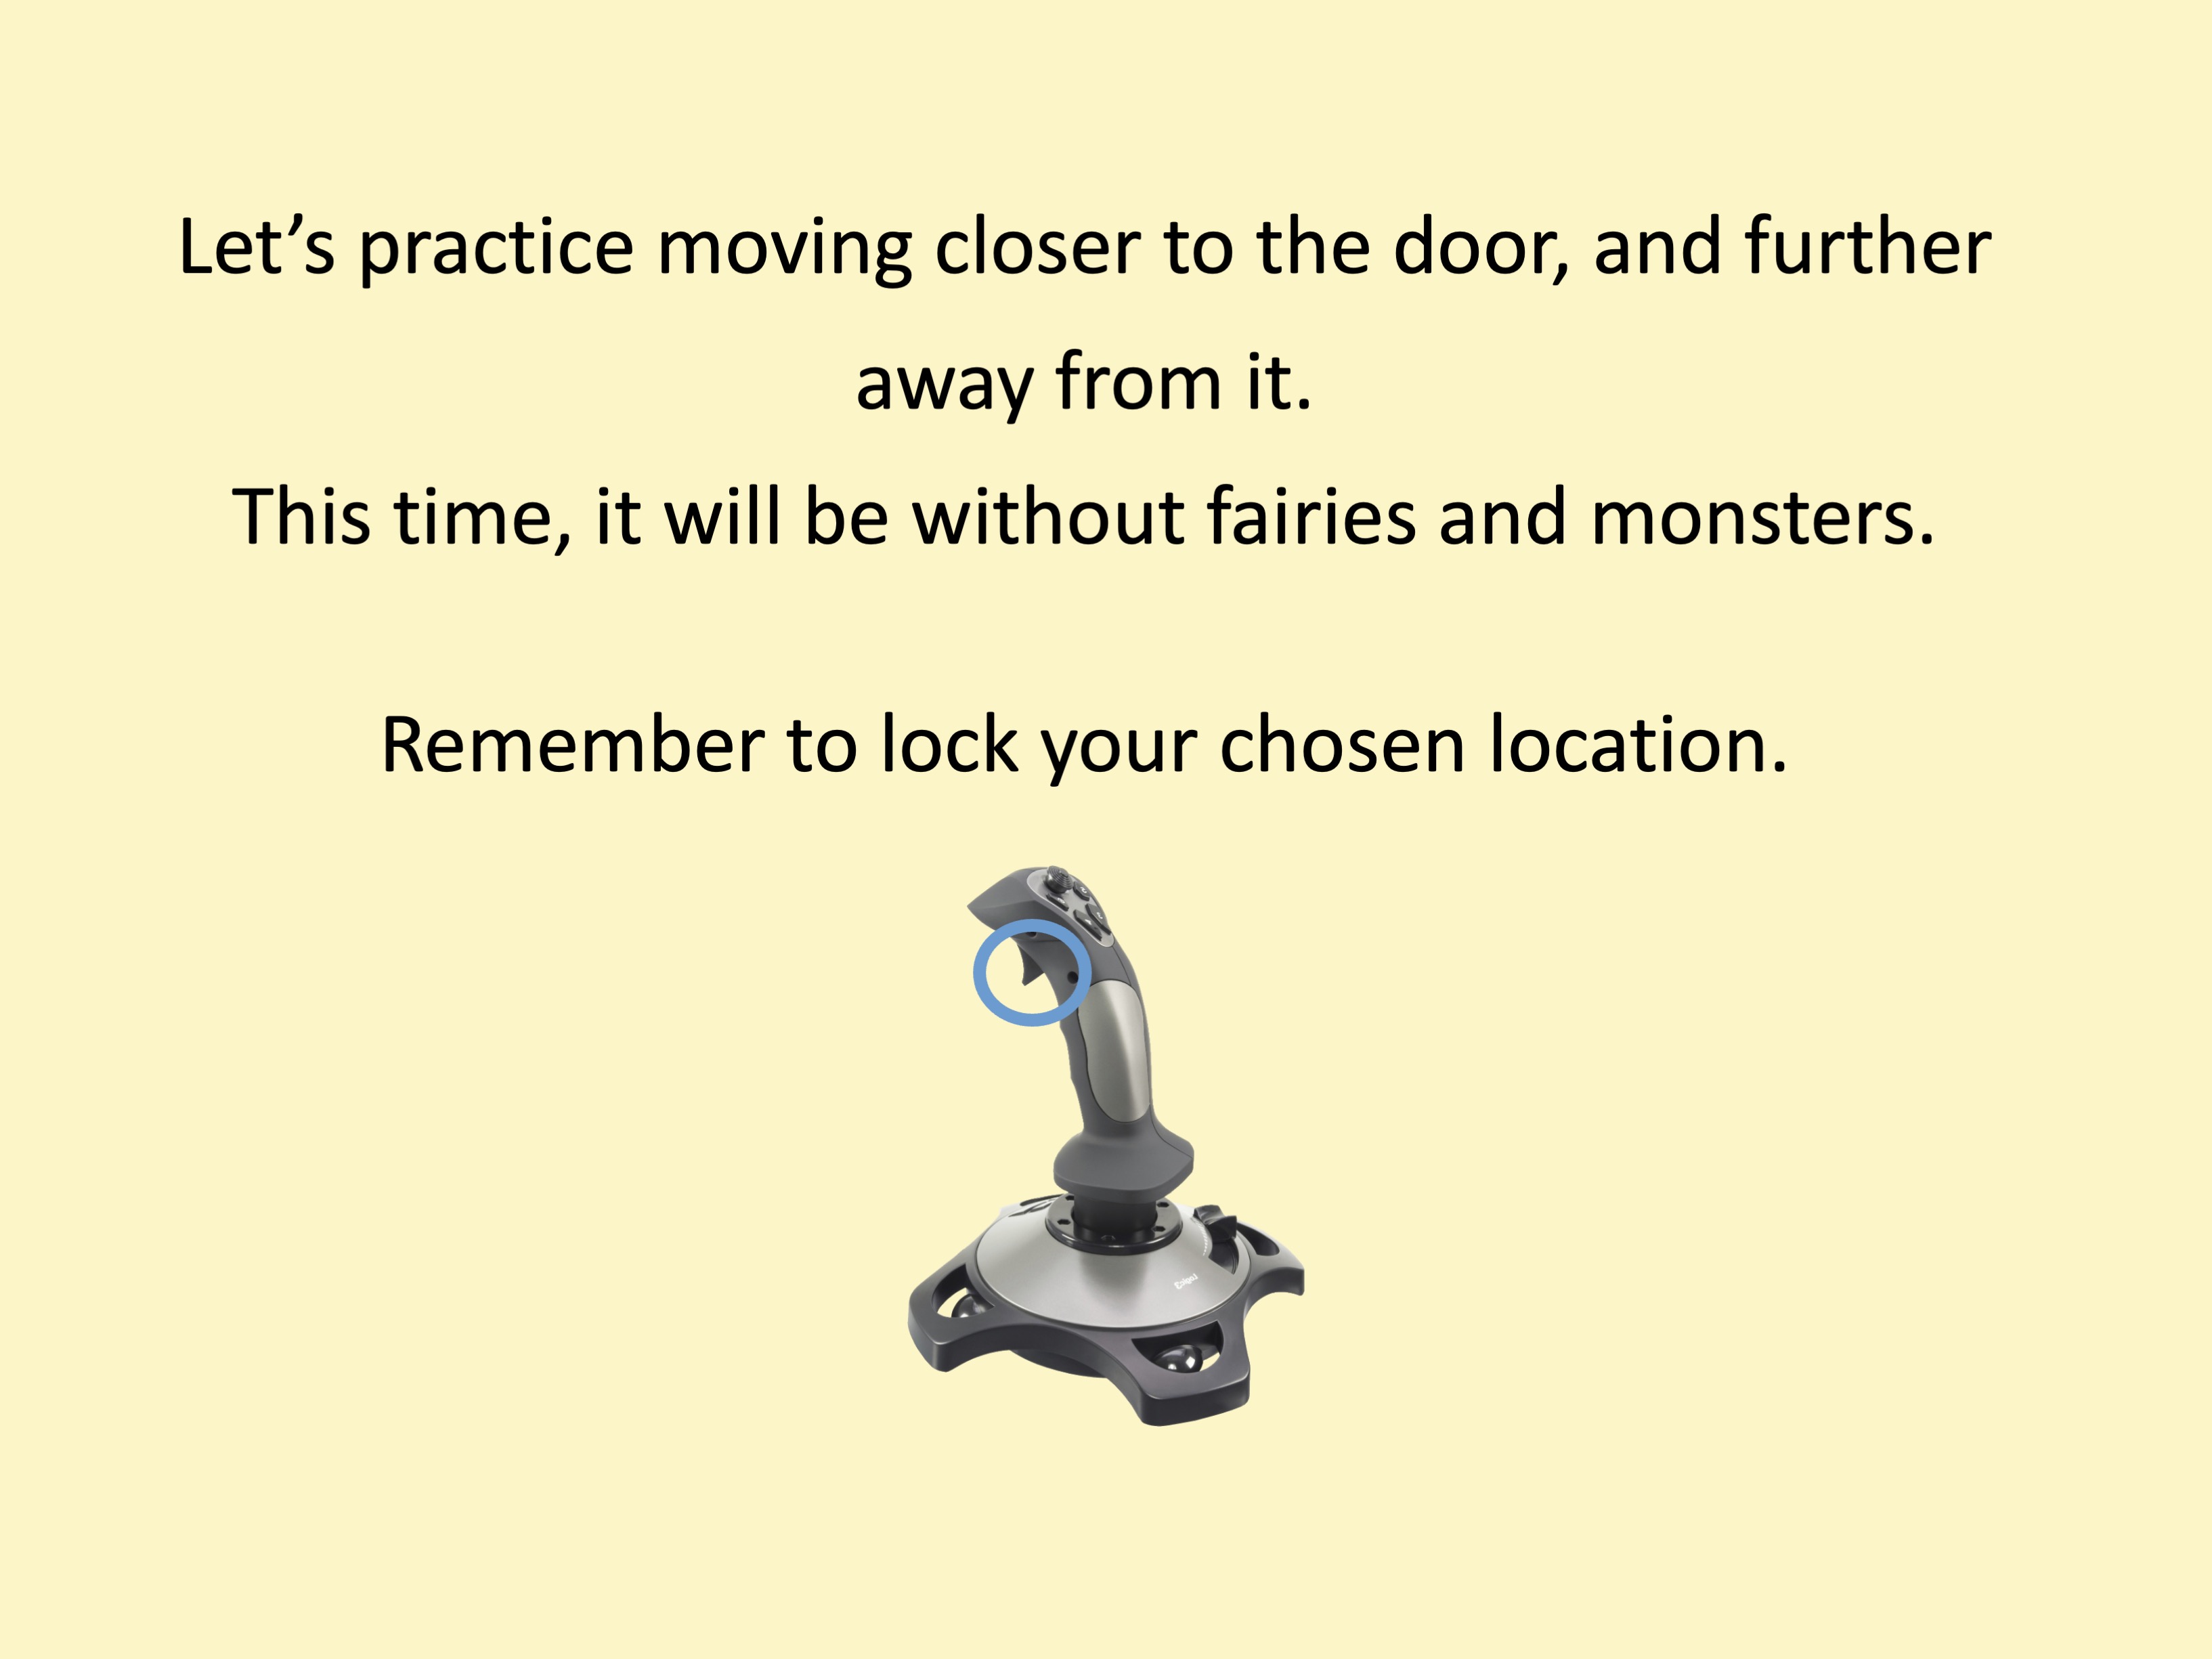 Let’s practice moving closer to the door, and further
away from it.
This time, it will be without fairies and monsters.
Remember to lock your chosen location.